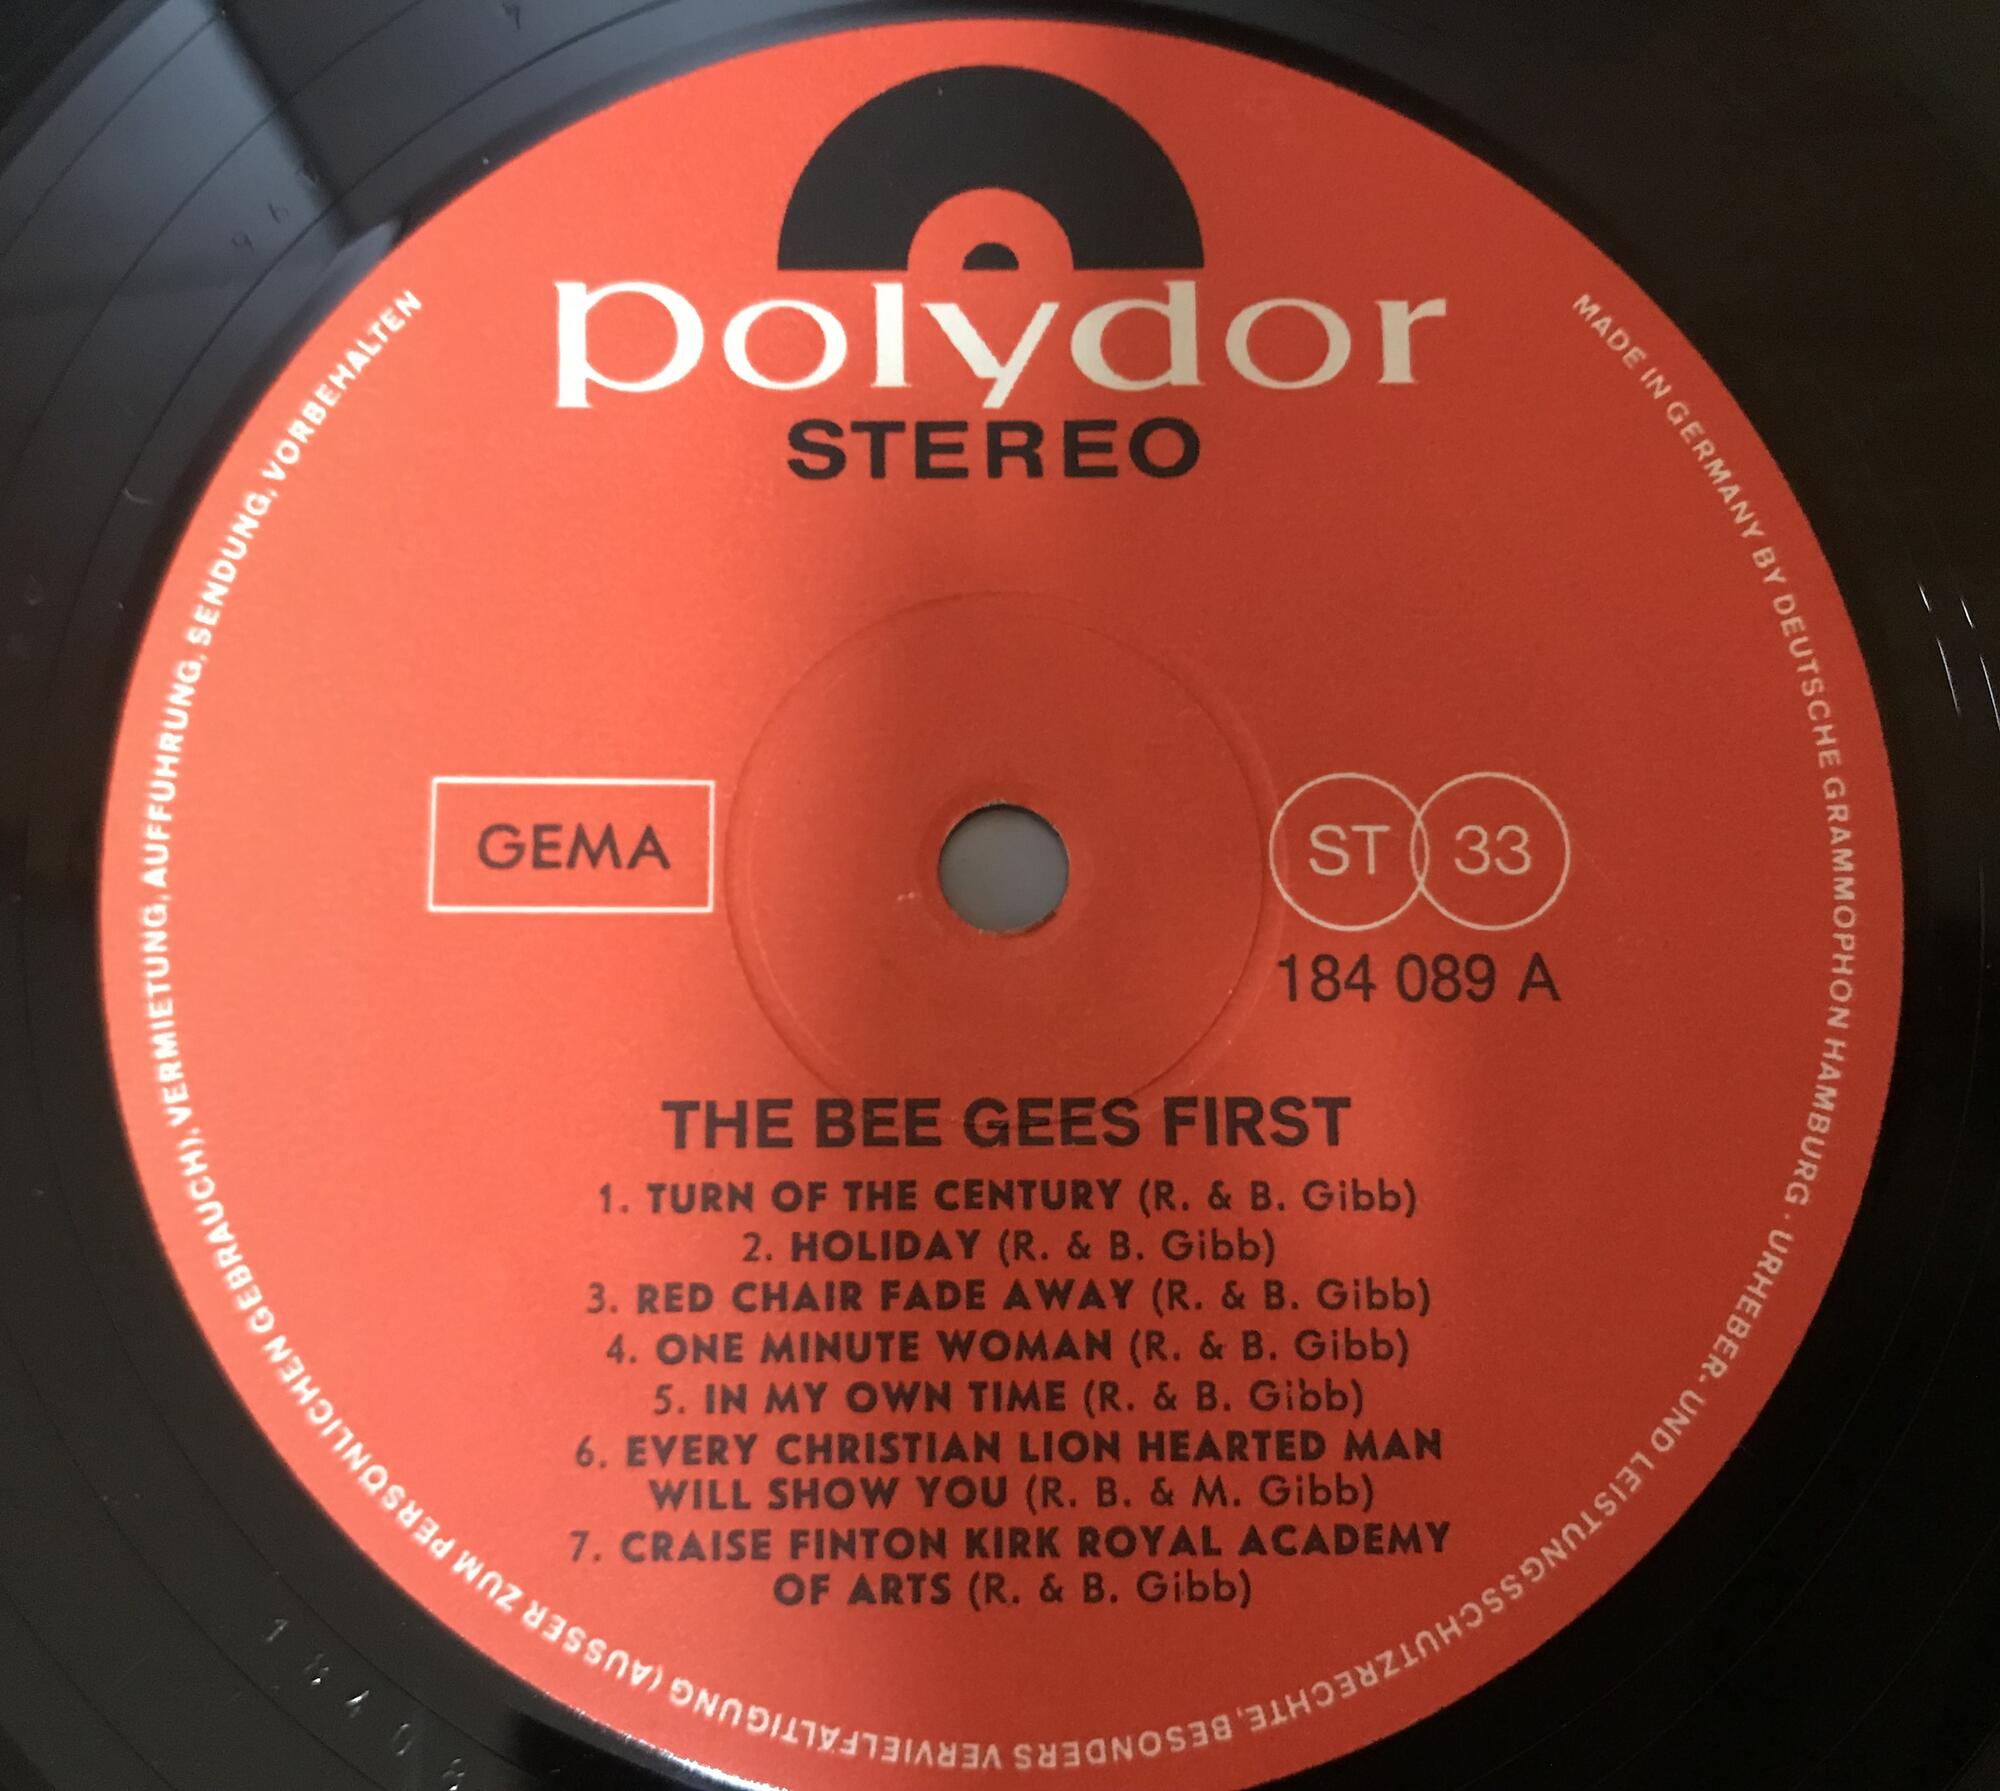 polydor
STEREO
GEMA
ST 33
184 089 A
THE BEE GEES FIRST
1. TURN OF THE CENTURY (R. & B. Gibb)
2. HOLIDAY (R. & B. Gibb)
3. RED CHAIR FADE AWAY (R. & B. Gibb)
4. ONE MINUTE WOMAN (R. & B. Gibb)
5. IN MY OWN TIME (R. & B. Gibb)
6. EVERY CHRISTIAN LION HEARTED MAN
WILL SHOW YOU (R. B. & M. Gibb)
7. CRAISE FINTON KIRK ROYAL ACADEMY
OF ARTS (R. & B. Gibb)
MADE IN GERMANY BY DEUTSCHE GRAMMOPHON HAMBURG · URHEBER- UND LEISTUNGSSCHUTZRECHTE, BESONDERS VERVIELFÄLTIGUNG (AUSSER ZUM PERSÖNLICHEN GEBRAUCH), VERMIETUNG, AUFFÜHRUNG, SENDUNG, VORBEHALTEN